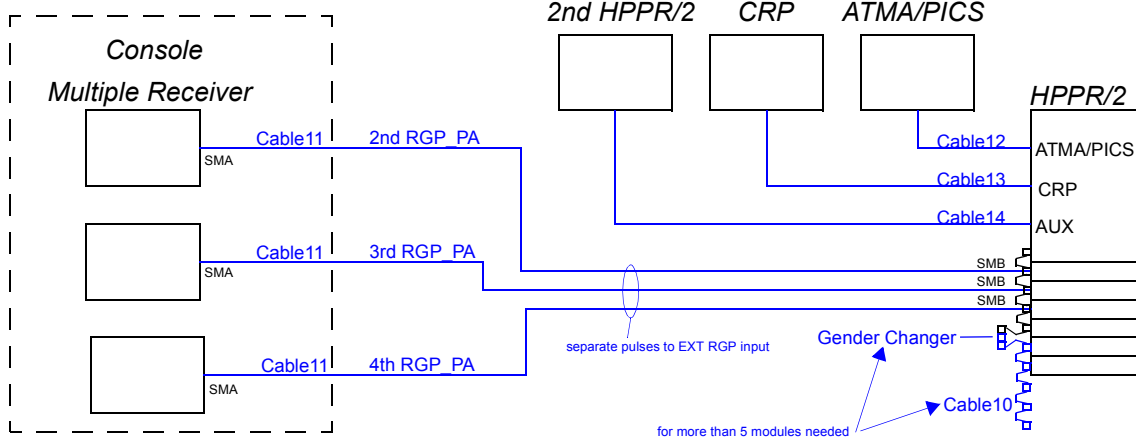 2nd HPPR/2
CRP
ATMA/PICS
Console
Multiple Receiver
HPPR/2
Cable11
2nd RGP_PA
SMA
Cable12
ATMA/PICS
Cable13
CRP
Cable14
AUX
Cable11
3rd RGP_PA
SMA
SMB
SMB
SMB
separate pulses to EXT RGP input
Gender Changer
Cable11
4th RGP_PA
SMA
Cable10
for more than 5 modules needed